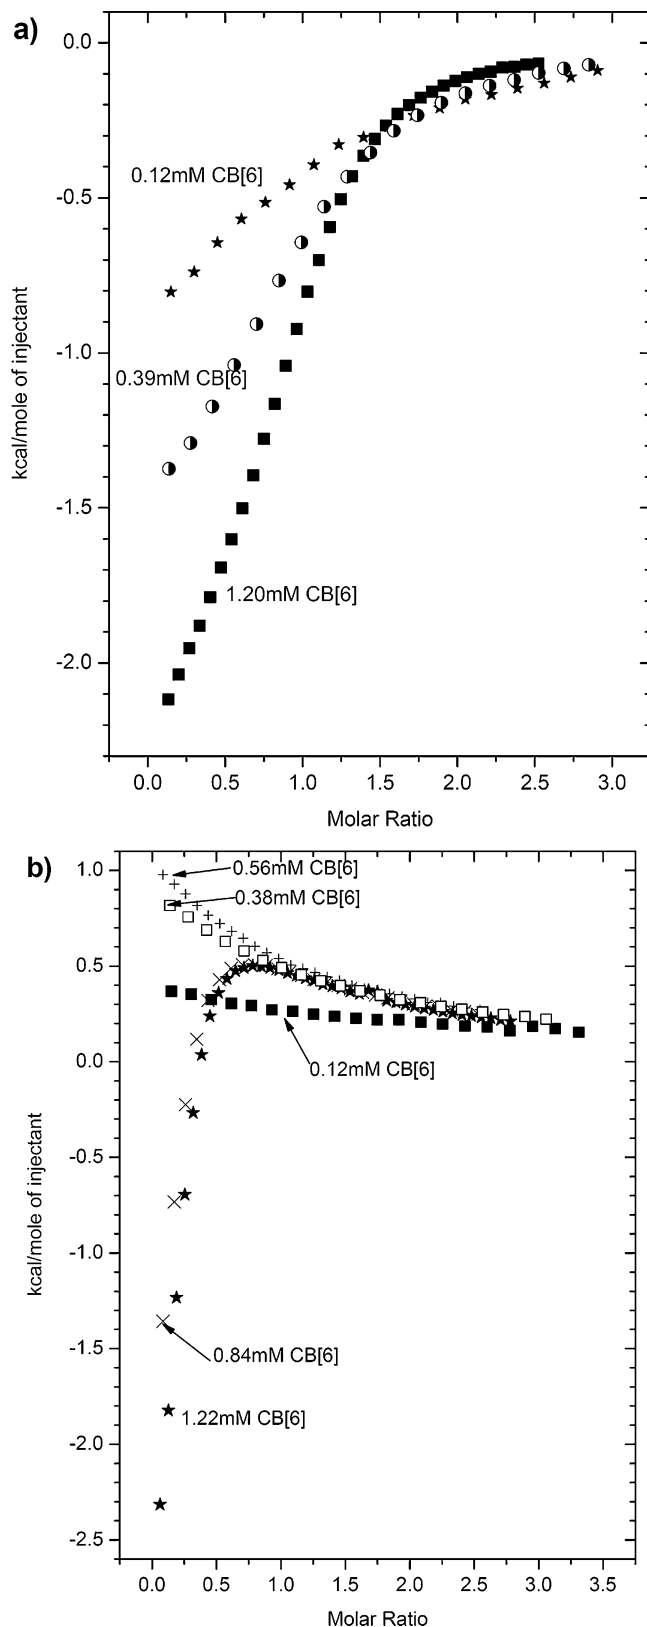 a)
0.0
-0.5
-1.0
-1.5
-2.0
kcal/mole of injectant
0.12mM CB[6]
0.39mM CB[6]
1.20mM CB[6]
0.0 0.5 1.0 1.5 2.0 2.5 3.0
Molar Ratio
b)
1.0
0.5
0.0
-0.5
-1.0
-1.5
-2.0
-2.5
kcal/mole of injectant
0.56mM CB[6]
0.38mM CB[6]
0.12mM CB[6]
0.84mM CB[6]
1.22mM CB[6]
0.0 0.5 1.0 1.5 2.0 2.5 3.0 3.5
Molar Ratio